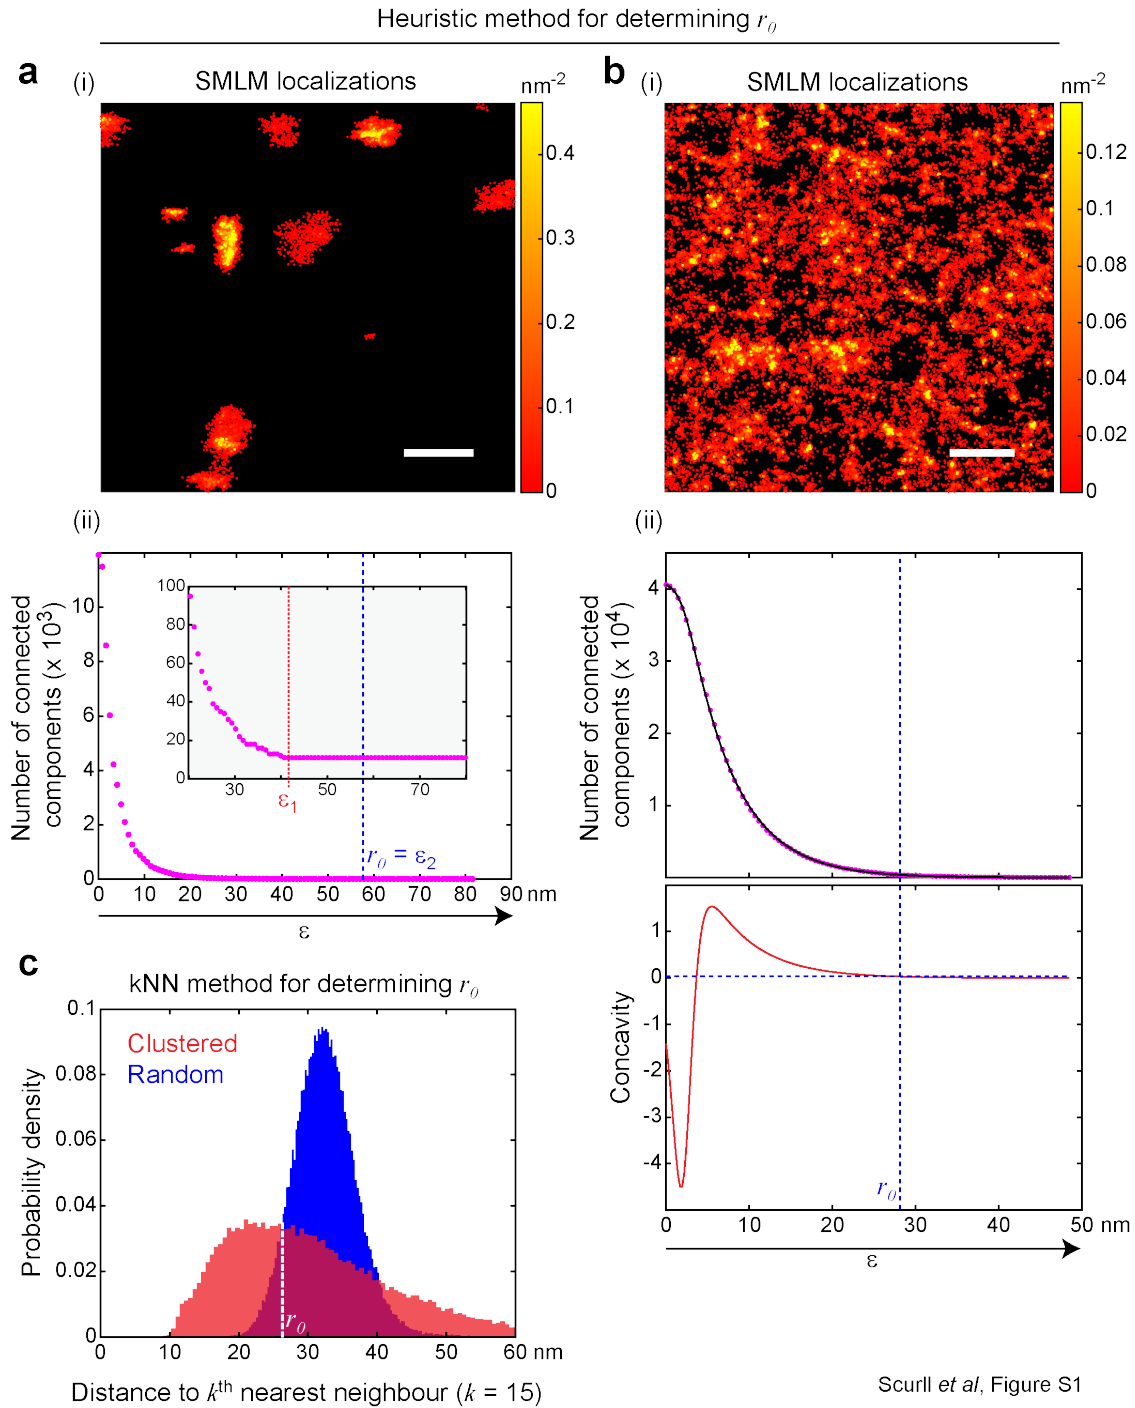 Heuristic method for determining r₀
a
(i)
SMLM localizations
nm⁻²
0.4
0.3
0.2
0.1
0
b
(i)
SMLM localizations
nm⁻²
0.12
0.1
0.08
0.06
0.04
0.02
0
(ii)
Number of connected
components (x 10³)
10
8
6
4
2
0
100
80
60
40
20
0
30
50
70
ε₁
r₀ = ε₂
0 10 20 30 40 50 60 70 80 90 nm
ε
(ii)
Number of connected
components (x 10⁴)
4
3
2
1
Concavity
1
0
-1
-2
-3
-4
r₀
0 10 20 30 40 50 nm
ε
c
kNN method for determining r₀
Probability density
0.1
0.08
0.06
0.04
0.02
0
Clustered
Random
r₀
0 10 20 30 40 50 60 nm
Distance to kᵗʰ nearest neighbour (k = 15)
Scurll et al, Figure S1